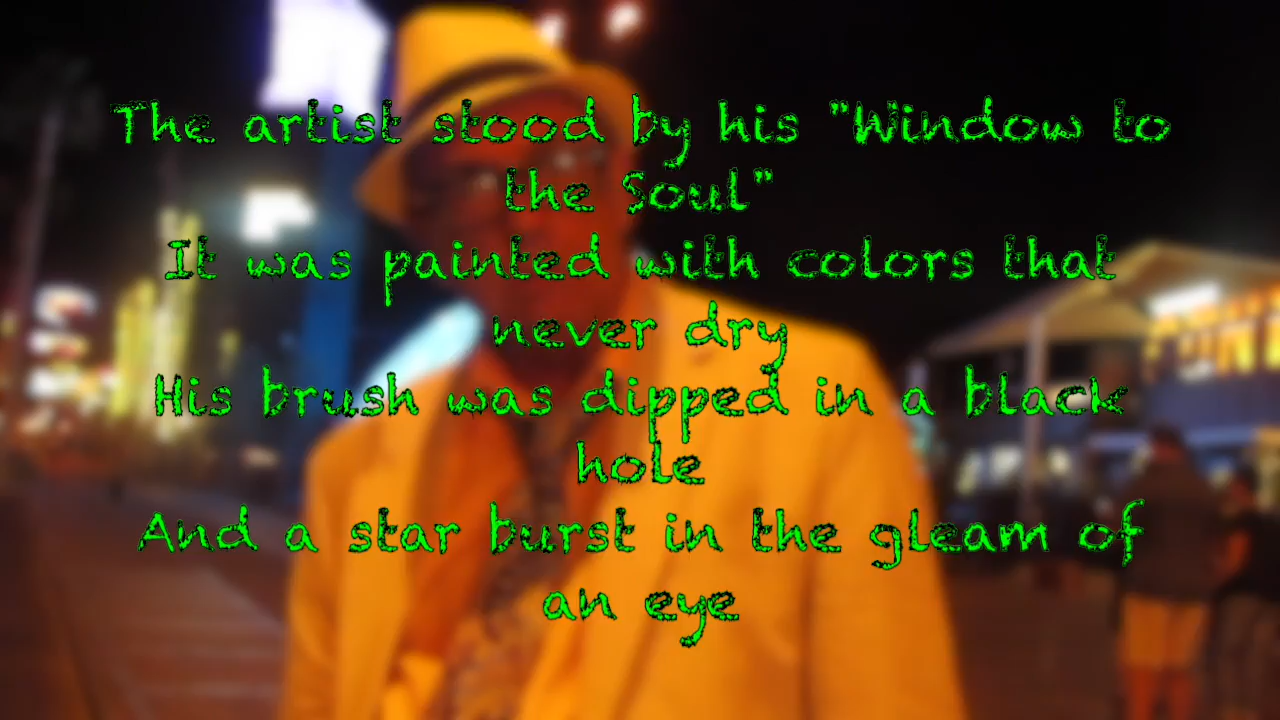 The artist stood by his "Window to
the Soul"
It was painted with colors that
never dry
His brush was dipped in a black
hole
And a star burst in the gleam of
an eye